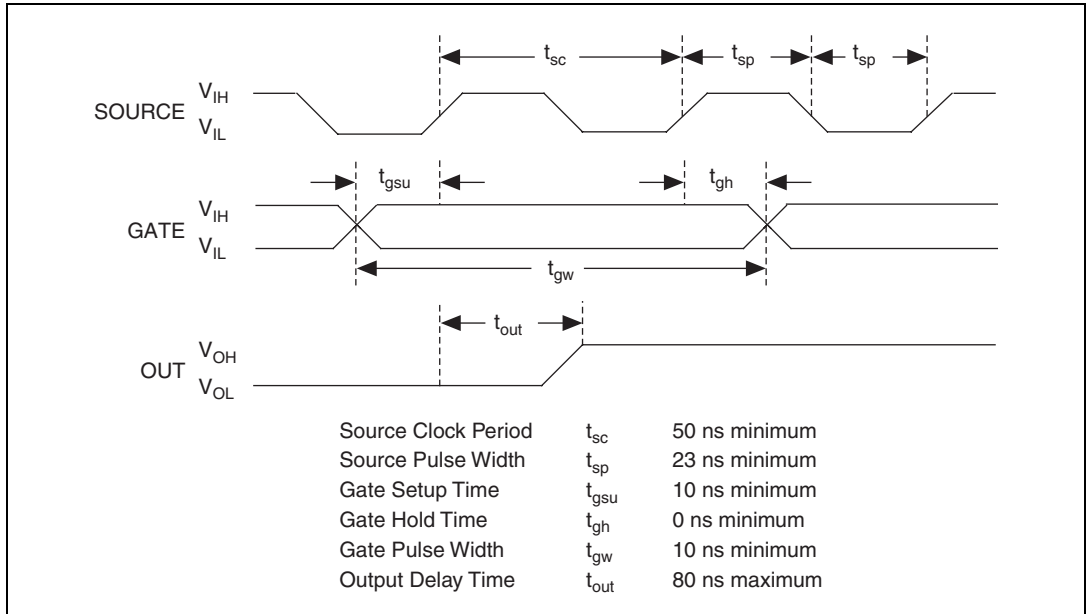 t_sc t_sp t_sp
V_IH
SOURCE
V_IL
t_gsu t_gh
V_IH
GATE
V_IL
t_gw
t_out
V_OH
OUT
V_OL
Source Clock Period t_sc 50 ns minimum
Source Pulse Width t_sp 23 ns minimum
Gate Setup Time t_gsu 10 ns minimum
Gate Hold Time t_gh 0 ns minimum
Gate Pulse Width t_gw 10 ns minimum
Output Delay Time t_out 80 ns maximum